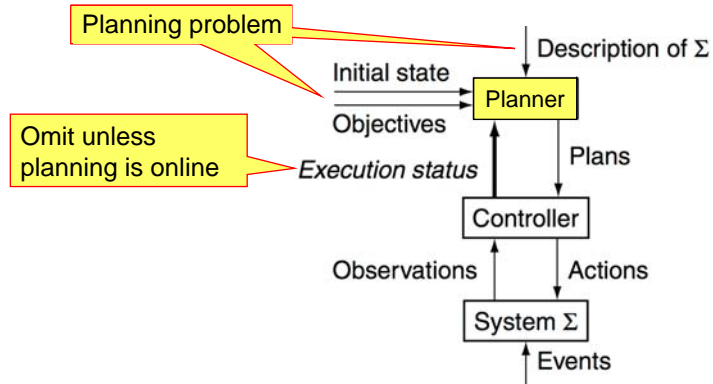 Planning problem
Description of Σ
Initial state
Planner
Objectives
Omit unless
planning is online
Execution status
Plans
Controller
Observations
Actions
System Σ
Events